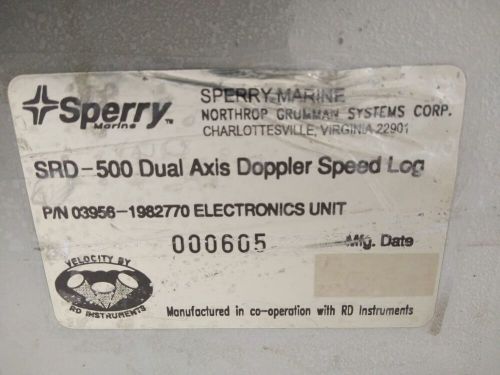 Sperry
Marine ™
SPERRY MARINE
NORTHROP GRUMMAN SYSTEMS CORP.
CHARLOTTESVILLE, VIRGINIA 22901
SRD-500 Dual Axis Doppler Speed Log
P/N 03956-1982770 ELECTRONICS UNIT
000605
Mfg. Date
VELOCITY BY
RD INSTRUMENTS
Manufactured in co-operation with RD Instruments